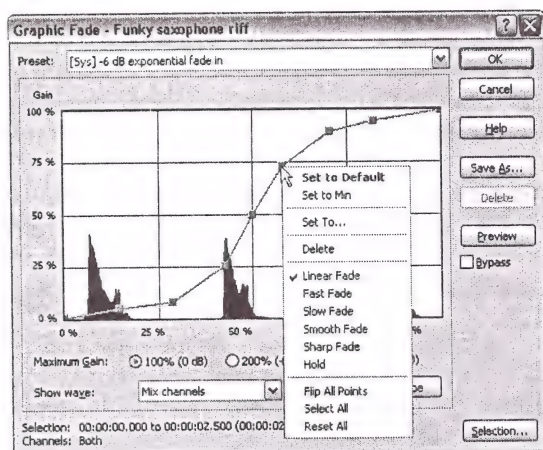 Graphic Fade - Funky saxophone riff
Preset: [Sys] -6 dB exponential fade in
OK
Cancel
Help
Save As...
Delete
Preview
Bypass
Gain
100 %
75 %
50 %
25 %
0 %
0 % 25 % 50 % %
Set to Default
Set to Min
Set To...
Delete
Linear Fade
Fast Fade
Slow Fade
Smooth Fade
Sharp Fade
Hold
Flip All Points
Select All
Reset All
Maximum Gain: 100% (0 dB) 200%
Show wave: Mix channels
Selection: 00:00:00.000 to 00:00:02.500 (00:00:02
Channels: Both
Selection...